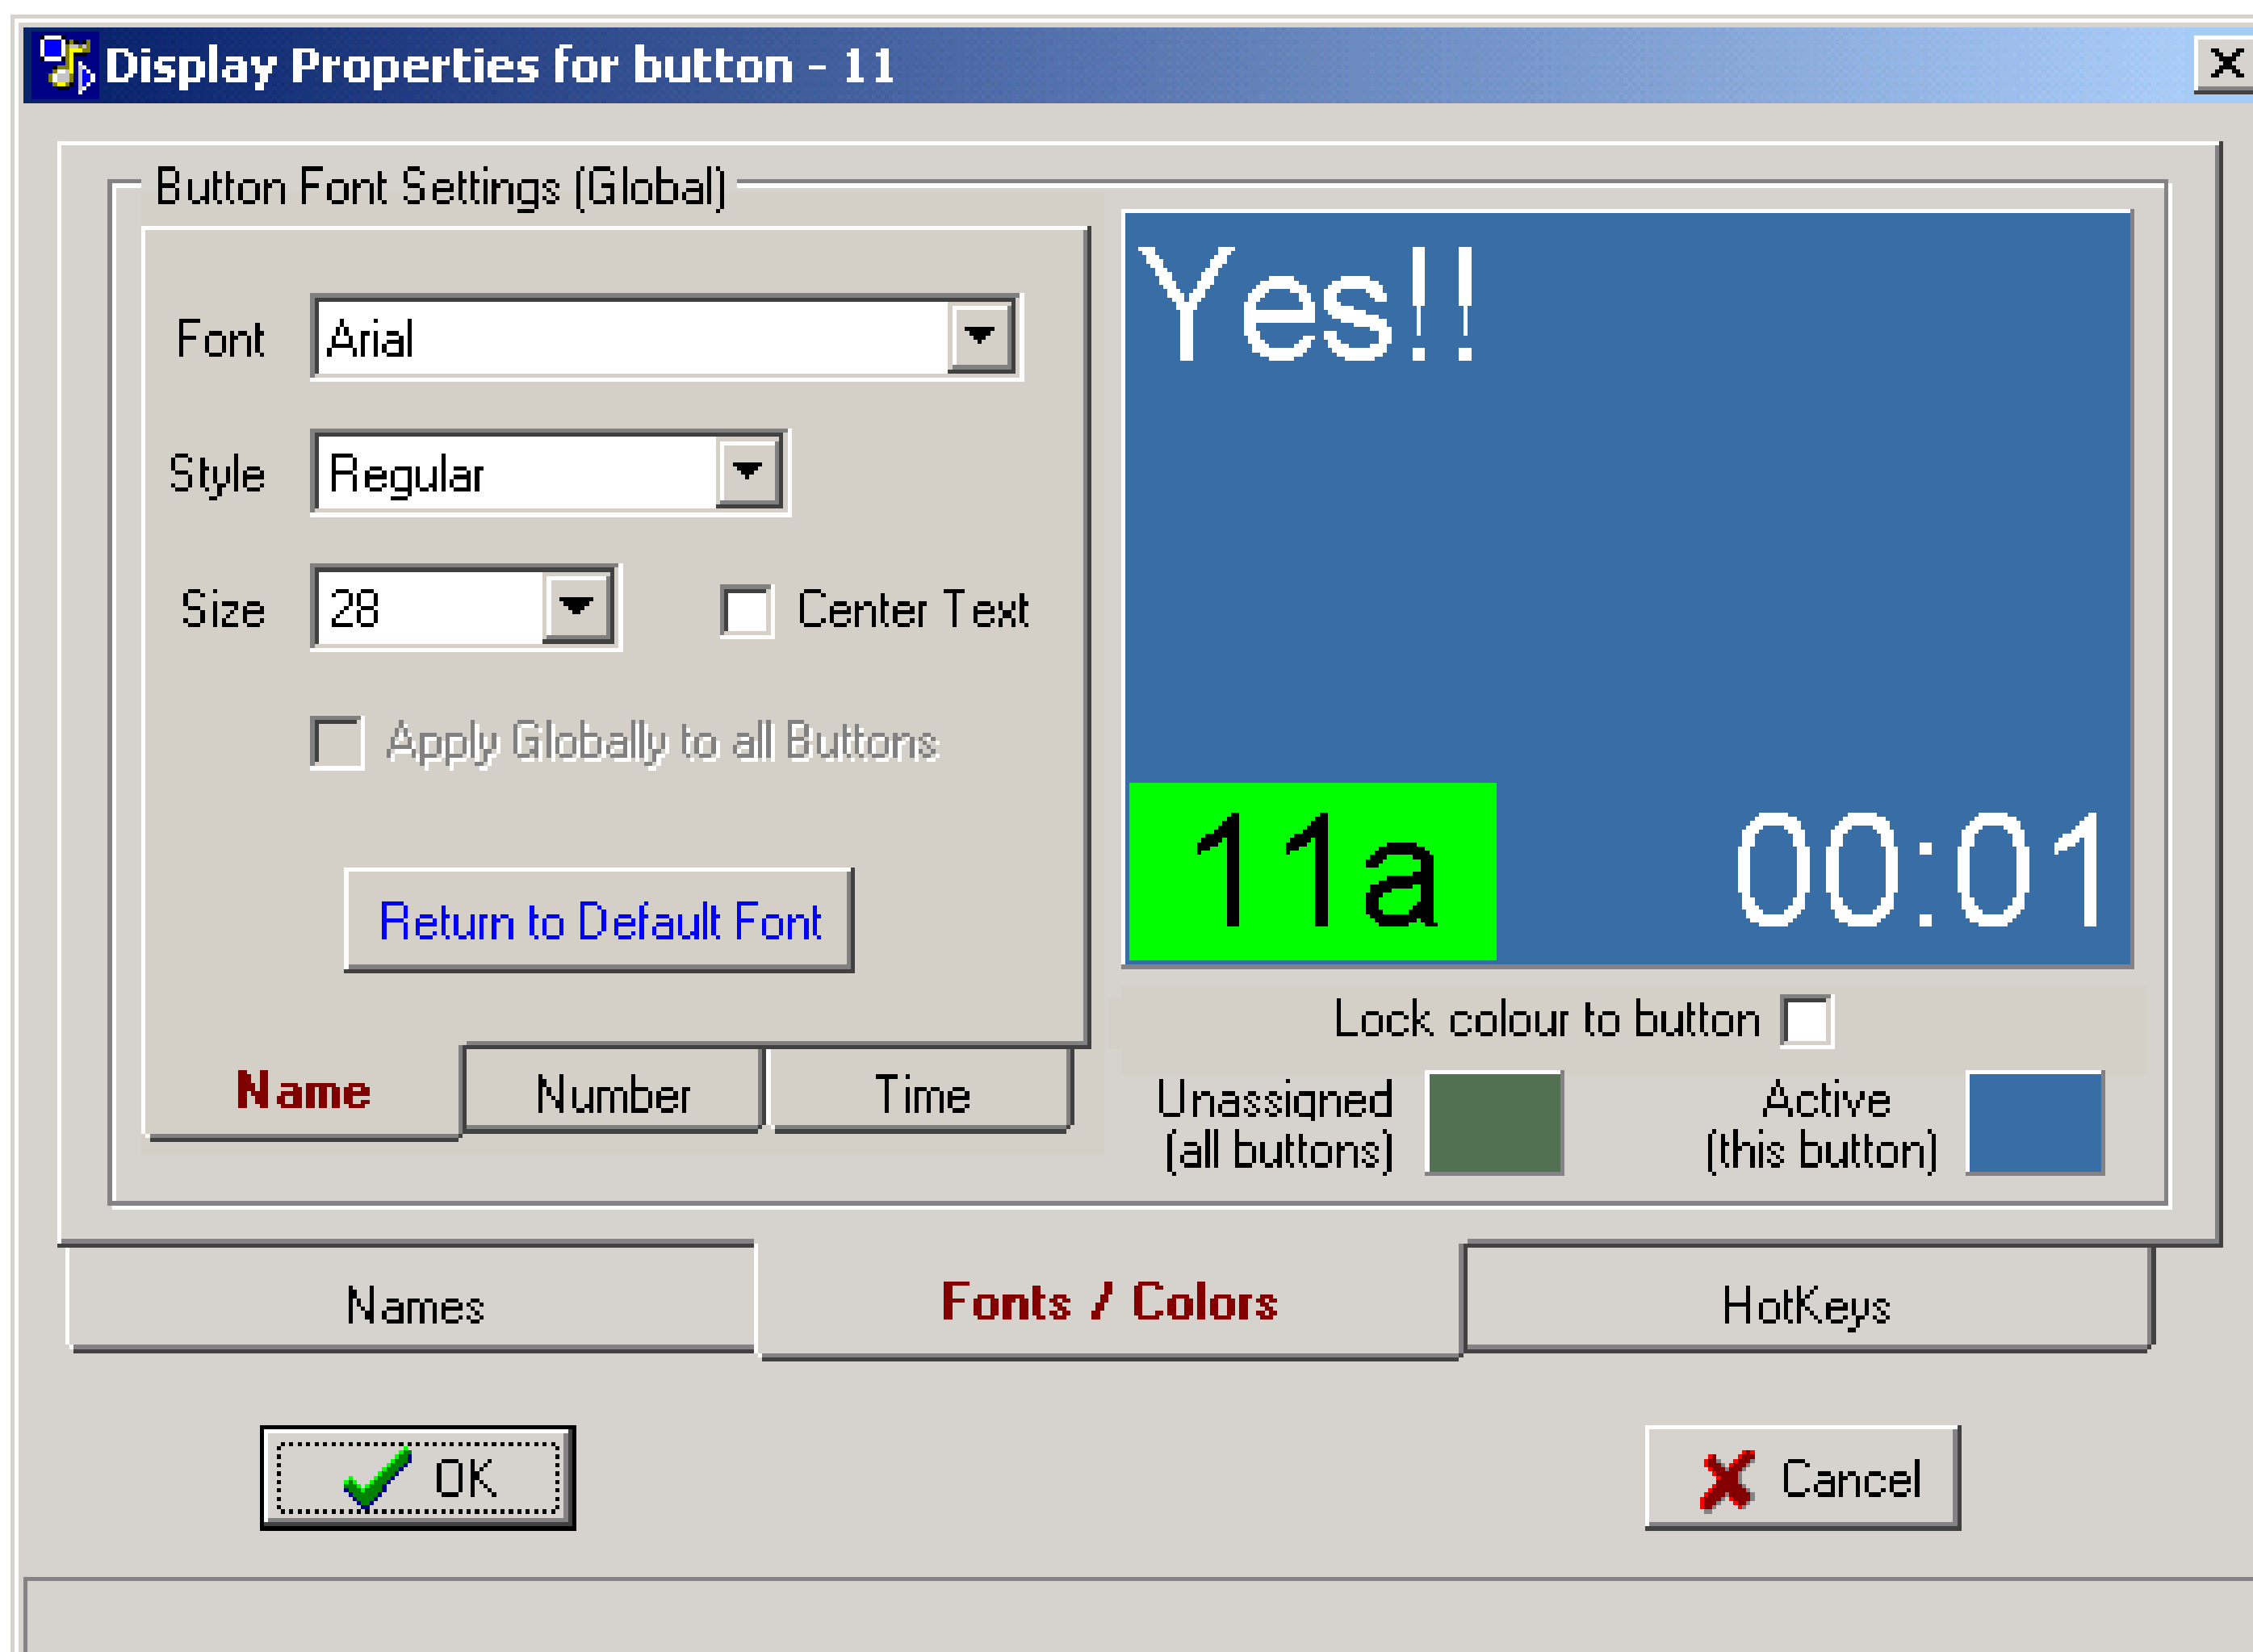 Display Properties for button - 11
Button Font Settings (Global)
Font
Arial
Style
Regular
Size
28
Center Text
Apply Globally to all Buttons
Return to Default Font
Name
Number
Time
Yes!!
11a
00:01
Lock colour to button
Unassigned
(all buttons)
Active
(this button)
Names
Fonts / Colors
HotKeys
OK
Cancel